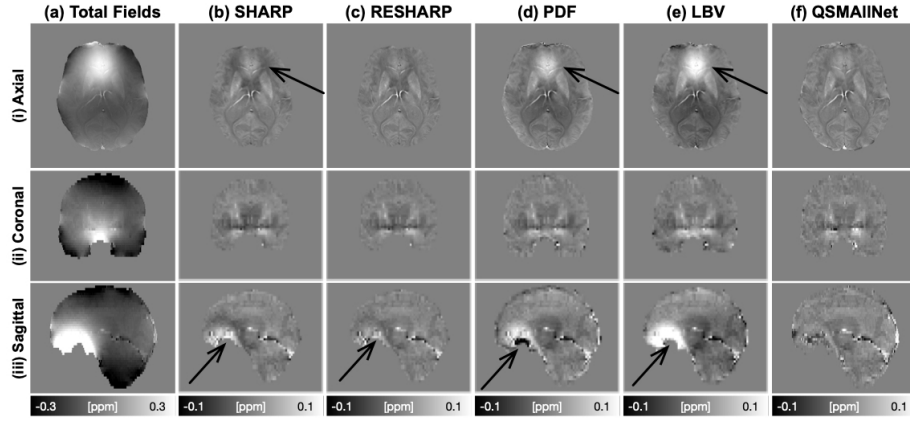 (a) Total Fields (b) SHARP (c) RESHARP (d) PDF (e) LBV (f) QSMAllNet
(i) Axial
(ii) Coronal
(iii) Sagittal
-0.3 [ppm] 0.3 -0.1 [ppm] 0.1 -0.1 [ppm] 0.1 -0.1 [ppm] 0.1 -0.1 [ppm] 0.1 -0.1 [ppm] 0.1